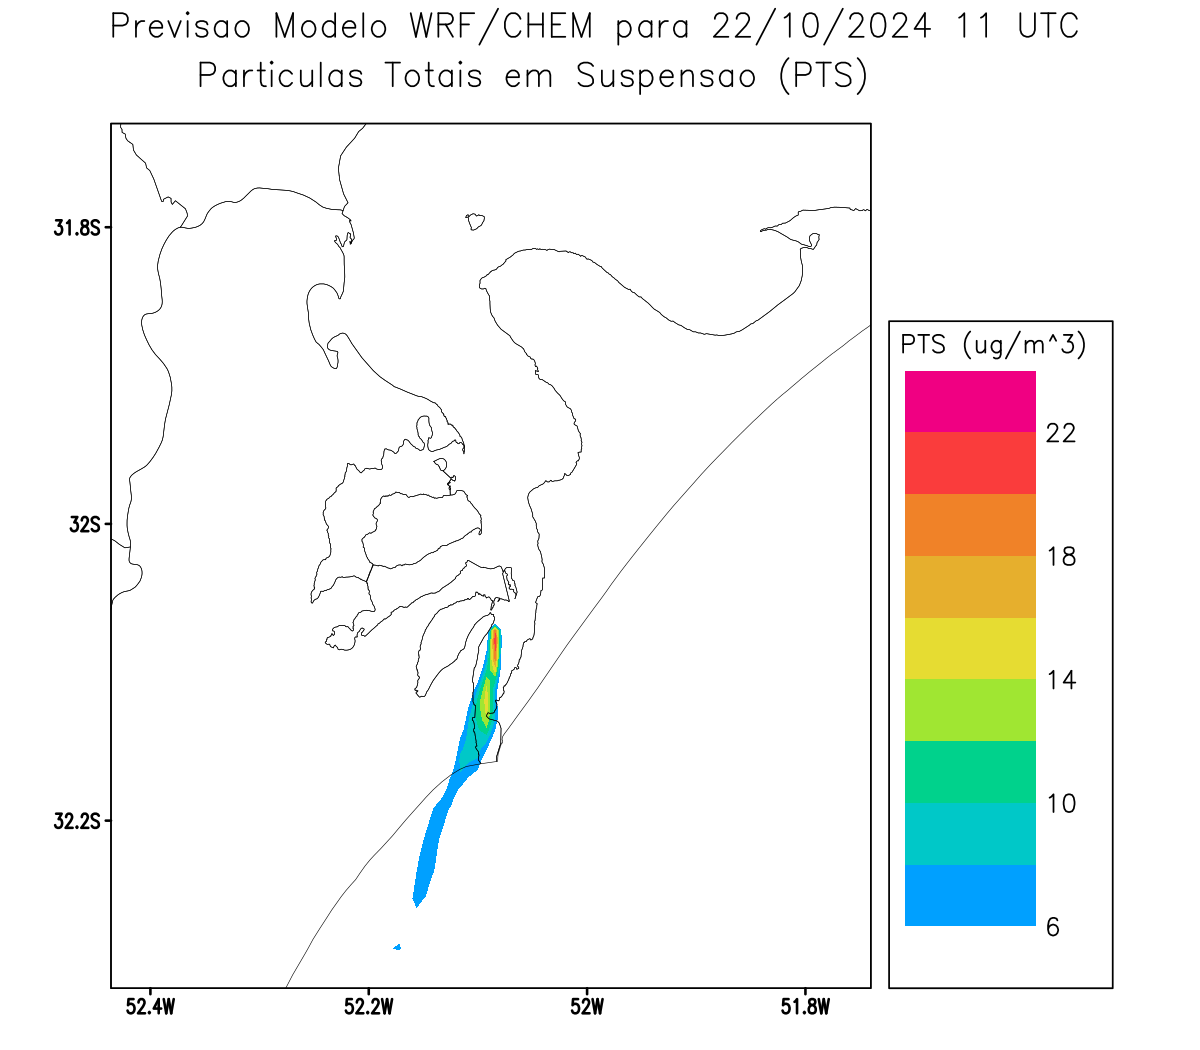 Previsao Modelo WRF/CHEM para 22/10/2024 11 UTC
Particulas Totais em Suspensao (PTS)
31.8S
32S
32.2S
52.4W 52.2W 52W 51.8W
PTS (ug/m^3)
22
18
14
10
6